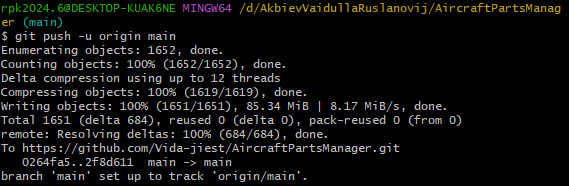 rpk2024.6@DESKTOP-KUAK6NE MINGW64 /d/AkbievVaidullaRuslanovij/AircraftPartsManag
er (main)
$ git push -u origin main
Enumerating objects: 1652, done.
Counting objects: 100% (1652/1652), done.
Delta compression using up to 12 threads
Compressing objects: 100% (1619/1619), done.
Writing objects: 100% (1651/1651), 85.34 MiB | 8.17 MiB/s, done.
Total 1651 (delta 684), reused 0 (delta 0), pack-reused 0 (from 0)
remote: Resolving deltas: 100% (684/684), done.
To https://github.com/Vida-jiest/AircraftPartsManager.git
   0264fa5..2f8d611  main -> main
branch 'main' set up to track 'origin/main'.